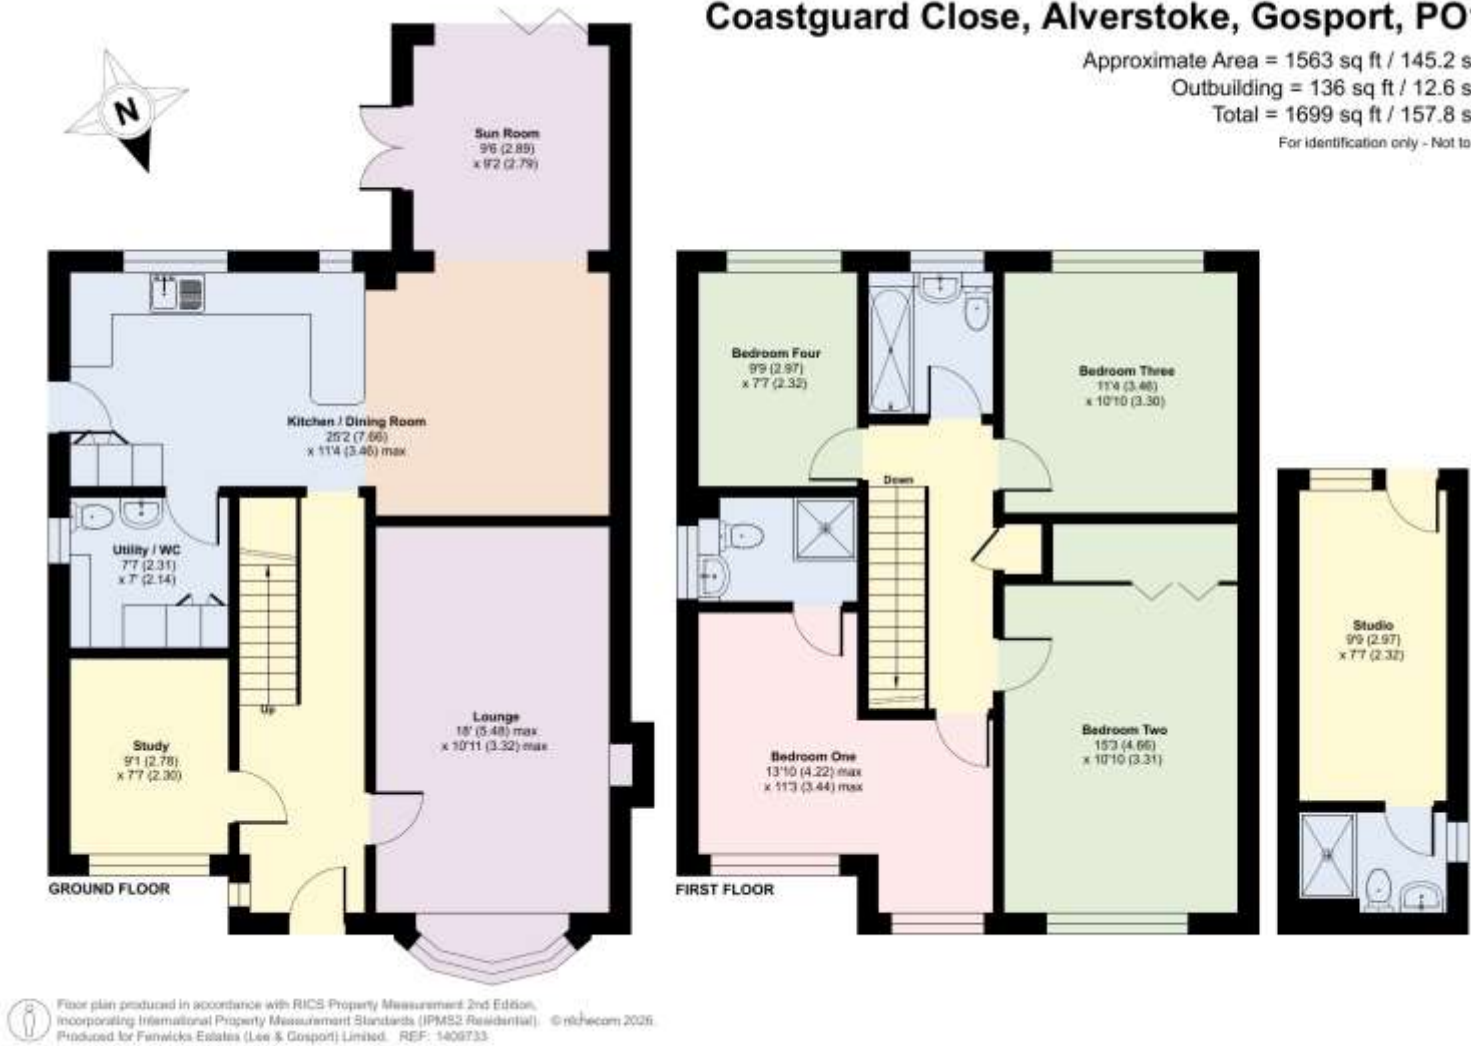 Coastguard Close, Alverstoke, Gosport, PO
Approximate Area = 1563 sq ft / 145.2 s
Outbuilding = 136 sq ft / 12.6 s
Total = 1699 sq ft / 157.8 s
For identification only - Not to
N
Sun Room
9'6 (2.89)
x 9'2 (2.79)
Kitchen / Dining Room
25'2 (7.66)
x 11'4 (3.46) max
Utility / WC
7'7 (2.31)
x 7' (2.14)
Up
Study
9'1 (2.78)
x 7'7 (2.30)
Lounge
18' (5.48) max
x 10'11 (3.32) max
GROUND FLOOR
Bedroom Four
9'9 (2.97)
x 7'7 (2.32)
Bedroom Three
11'4 (3.46)
x 10'10 (3.30)
Down
Bedroom One
13'10 (4.22) max
x 11'3 (3.44) max
Bedroom Two
15'3 (4.66)
x 10'10 (3.31)
FIRST FLOOR
Studio
9'9 (2.97)
x 7'7 (2.32)
Floor plan produced in accordance with RICS Property Measurement 2nd Edition,
Incorporating International Property Measurement Standards (IPMS2 Residential). © nichecom 2026.
Produced for Fenwicks Estates (Lee & Gosport) Limited. REF: 1409733